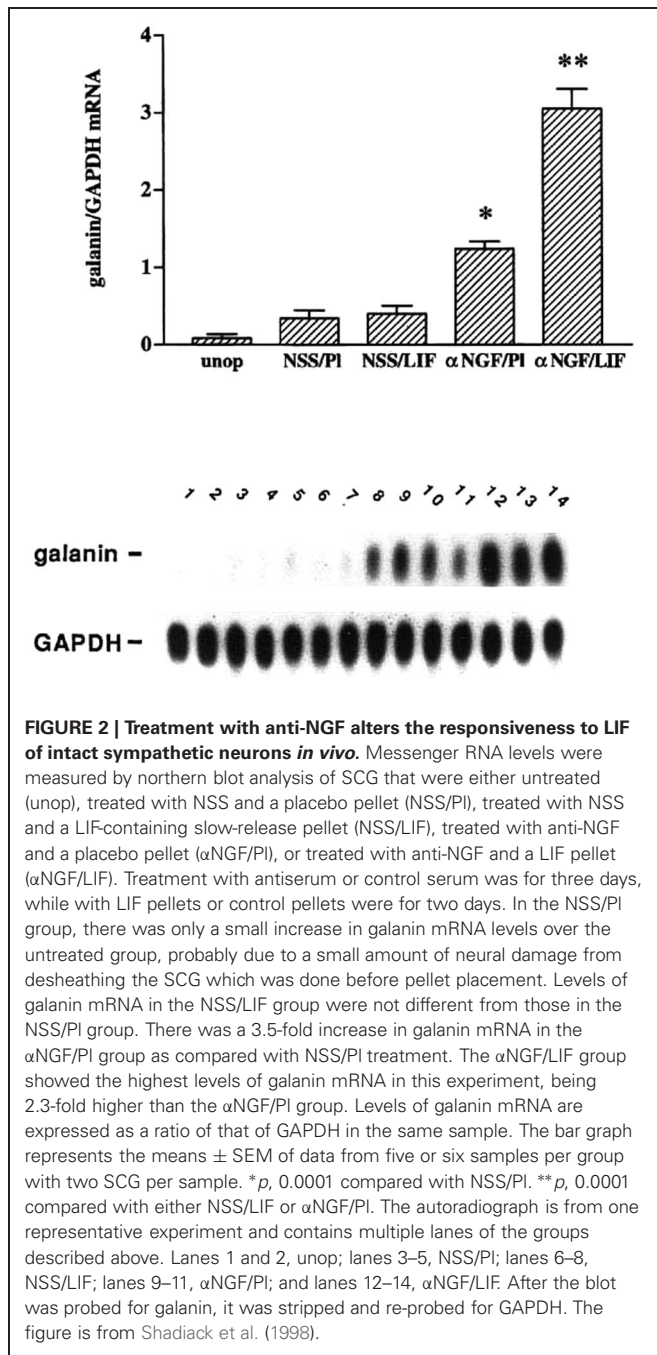 4
3
2
1
0
galanin/GAPDH mRNA
*
**
unop NSS/Pl NSS/LIF αNGF/Pl αNGF/LIF
1 2 3 4 5 6 7 8 9 10 11 12 13 14
galanin –
GAPDH –
FIGURE 2 | Treatment with anti-NGF alters the responsiveness to LIF
of intact sympathetic neurons in vivo. Messenger RNA levels were
measured by northern blot analysis of SCG that were either untreated
(unop), treated with NSS and a placebo pellet (NSS/Pl), treated with NSS
and a LIF-containing slow-release pellet (NSS/LIF), treated with anti-NGF
and a placebo pellet (αNGF/Pl), or treated with anti-NGF and a LIF pellet
(αNGF/LIF). Treatment with antiserum or control serum was for three days,
while with LIF pellets or control pellets were for two days. In the NSS/Pl
group, there was only a small increase in galanin mRNA levels over the
untreated group, probably due to a small amount of neural damage from
desheathing the SCG which was done before pellet placement. Levels of
galanin mRNA in the NSS/LIF group were not different from those in the
NSS/Pl group. There was a 3.5-fold increase in galanin mRNA in the
αNGF/Pl group as compared with NSS/Pl treatment. The αNGF/LIF group
showed the highest levels of galanin mRNA in this experiment, being
2.3-fold higher than the αNGF/Pl group. Levels of galanin mRNA are
expressed as a ratio of that of GAPDH in the same sample. The bar graph
represents the means ± SEM of data from five or six samples per group
with two SCG per sample. *p, 0.0001 compared with NSS/Pl. **p, 0.0001
compared with either NSS/LIF or αNGF/Pl. The autoradiograph is from one
representative experiment and contains multiple lanes of the groups
described above. Lanes 1 and 2, unop; lanes 3–5, NSS/Pl; lanes 6–8,
NSS/LIF; lanes 9–11, αNGF/Pl; and lanes 12–14, αNGF/LIF. After the blot
was probed for galanin, it was stripped and re-probed for GAPDH. The
figure is from Shadiack et al. (1998).